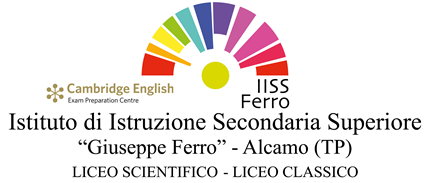 Cambridge English
Exam Preparation Centre
IISS
Ferro
Istituto di Istruzione Secondaria Superiore
“Giuseppe Ferro” - Alcamo (TP)
LICEO SCIENTIFICO - LICEO CLASSICO